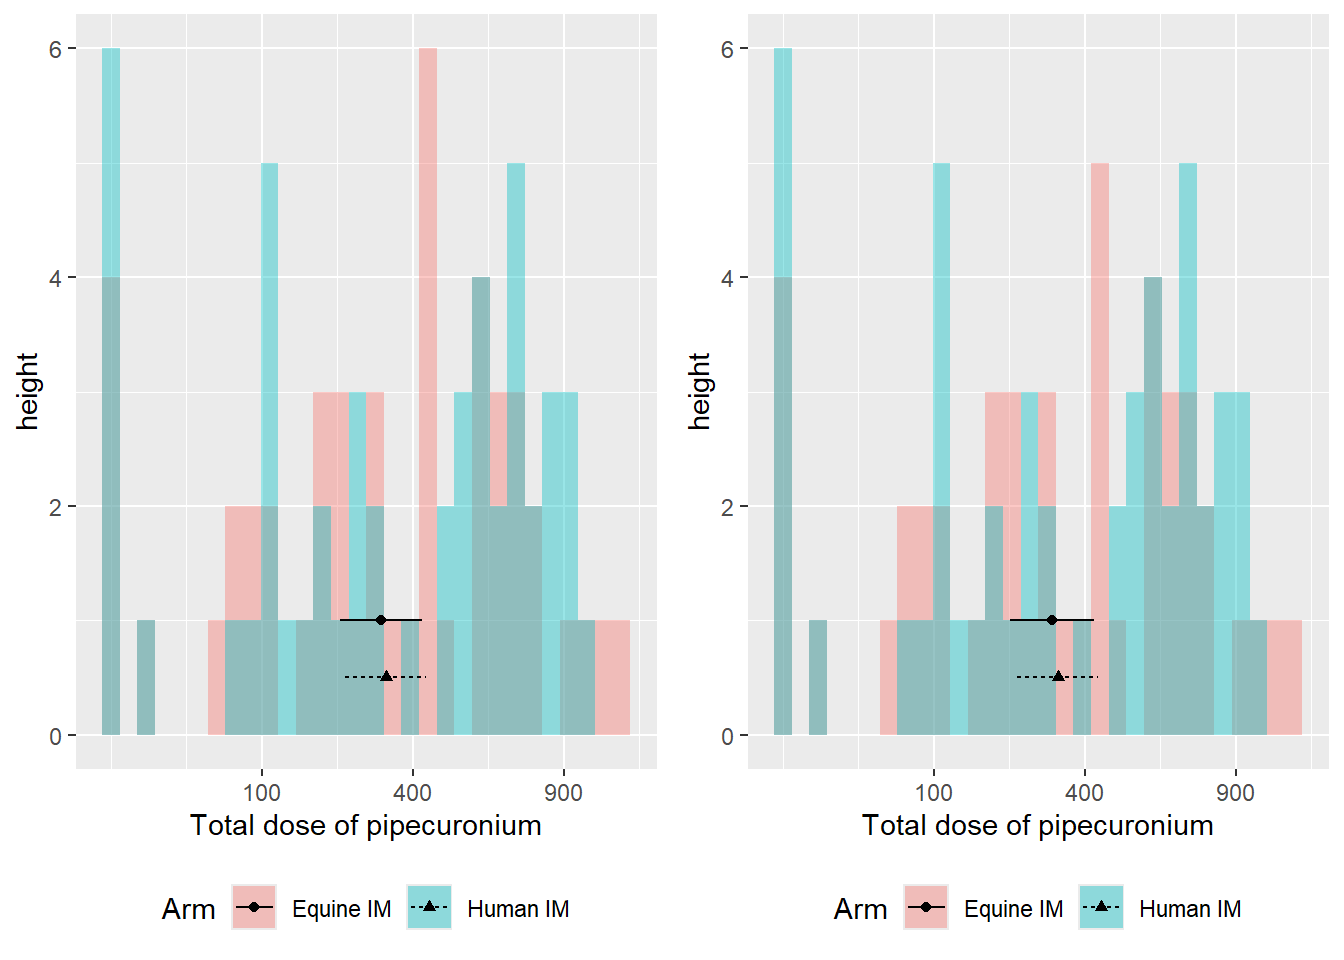 6
4
2
0
height
100 400 900
Total dose of pipecuronium
Arm Equine IM Human IM
6
4
2
0
height
100 400 900
Total dose of pipecuronium
Arm Equine IM Human IM